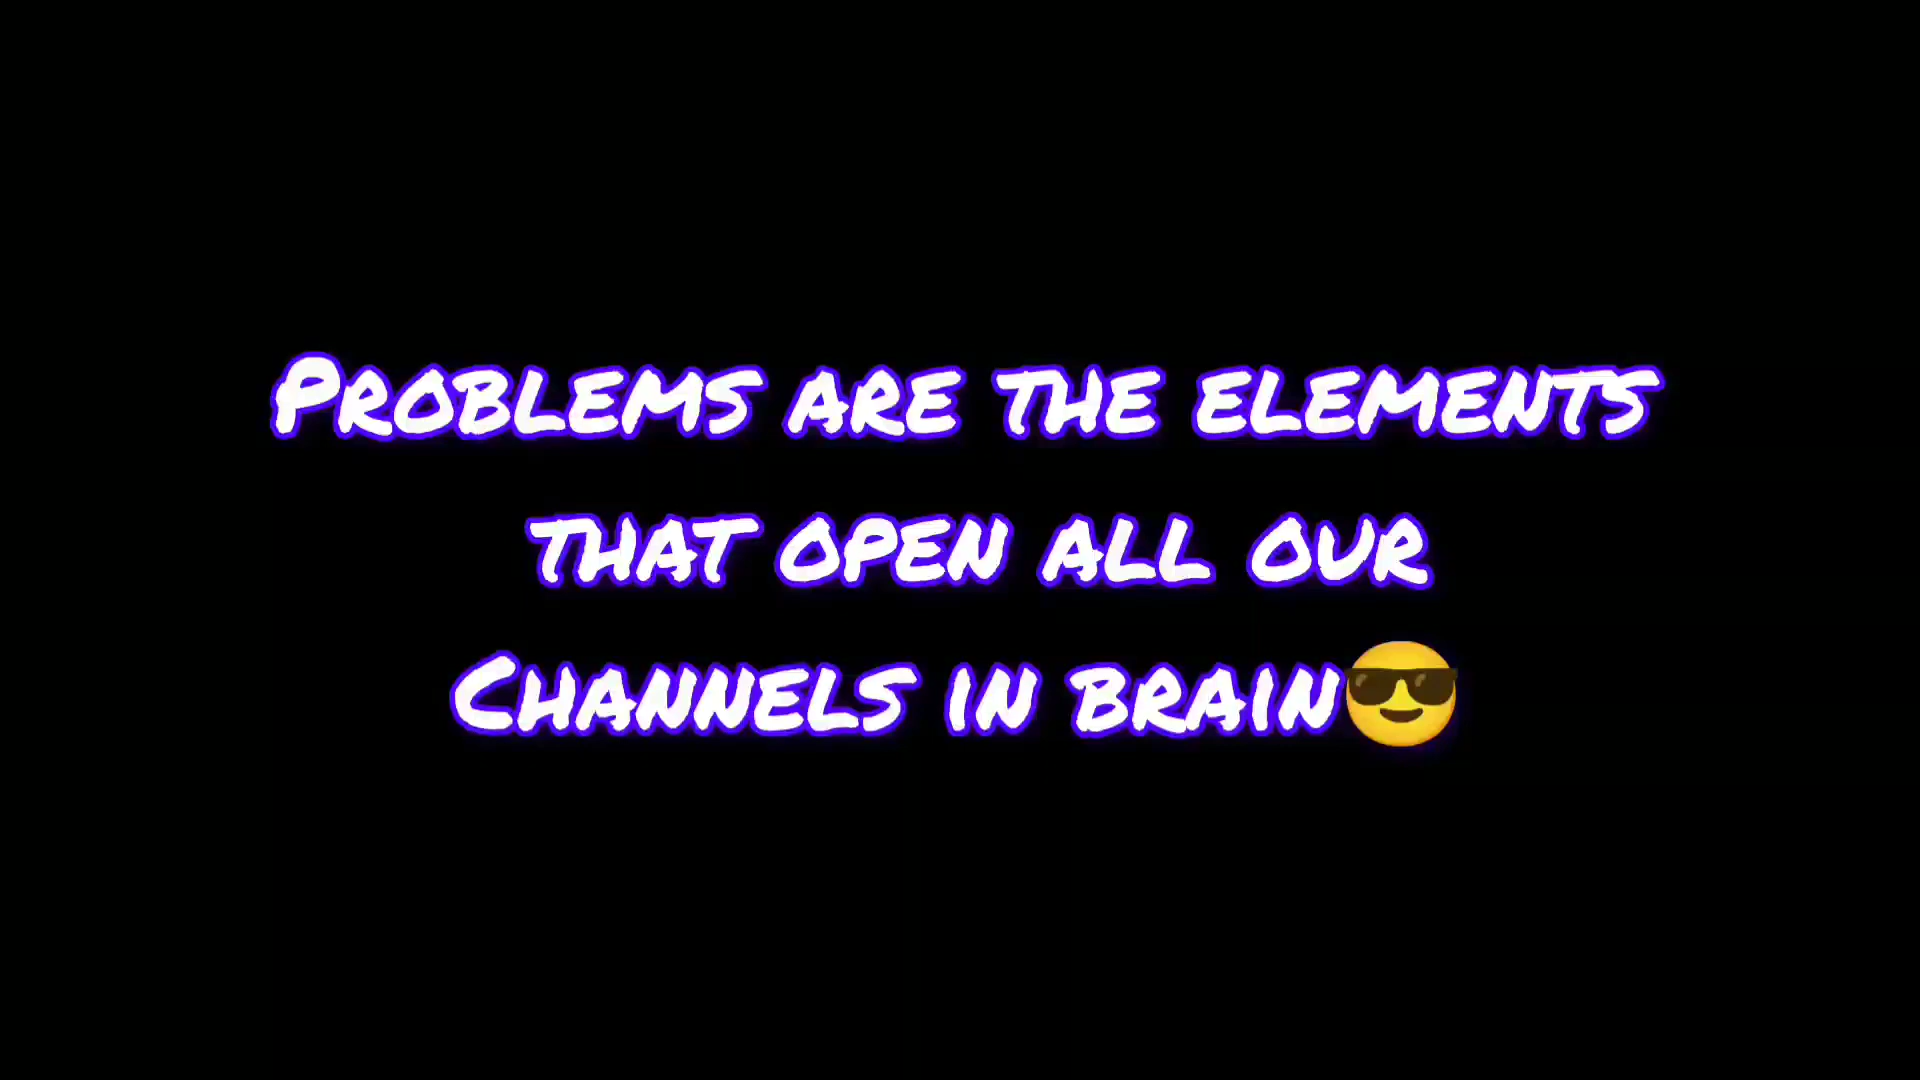 Problems are the elements
that open all our
Channels in brain😎